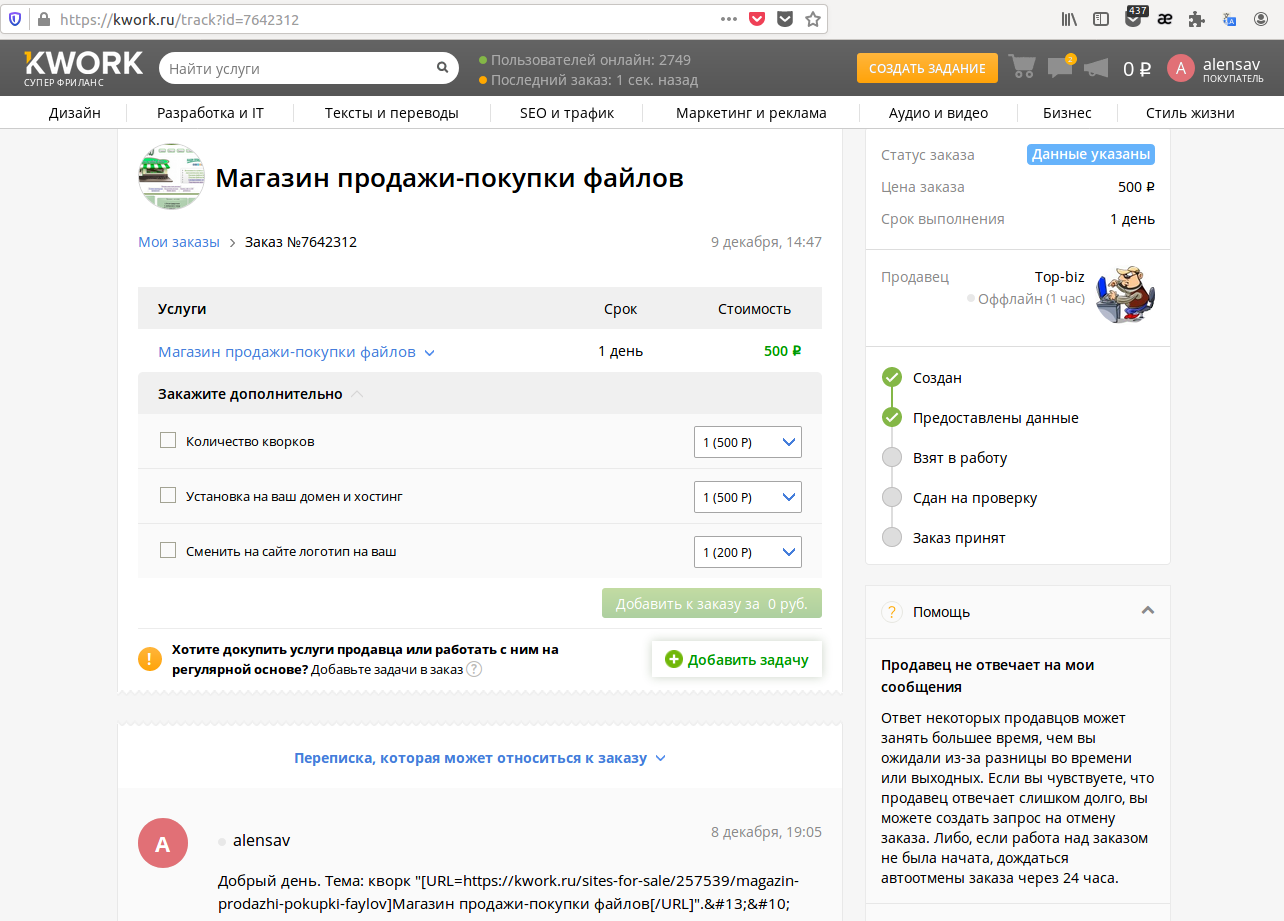 https://kwork.ru/track?id=7642312
437
KWORK
СУПЕР ФРИЛАНС
Найти услуги
Пользователей онлайн: 2749
Последний заказ: 1 сек. назад
СОЗДАТЬ ЗАДАНИЕ
2
0 ₽
A
alensav
ПОКУПАТЕЛЬ
Дизайн
Разработка и IT
Тексты и переводы
SEO и трафик
Маркетинг и реклама
Аудио и видео
Бизнес
Стиль жизни
Магазин продажи-покупки файлов
Мои заказы > Заказ №7642312
9 декабря, 14:47
Услуги Срок Стоимость
Магазин продажи-покупки файлов 1 день 500 ₽
Закажите дополнительно
Количество кворков 1 (500 Р)
Установка на ваш домен и хостинг 1 (500 Р)
Сменить на сайте логотип на ваш 1 (200 Р)
Добавить к заказу за 0 руб.
Хотите докупить услуги продавца или работать с ним на
регулярной основе? Добавьте задачи в заказ ?
Добавить задачу
Переписка, которая может относиться к заказу
A
alensav
8 декабря, 19:05
Добрый день. Тема: кворк "[URL=https://kwork.ru/sites-for-sale/257539/magazin-
prodazhi-pokupki-faylov]Магазин продажи-покупки файлов[/URL]".&#13;&#10;
Статус заказа Данные указаны
Цена заказа 500 ₽
Срок выполнения 1 день
Продавец Top-biz
Оффлайн (1 час)
Создан
Предоставлены данные
Взят в работу
Сдан на проверку
Заказ принят
? Помощь
Продавец не отвечает на мои
сообщения
Ответ некоторых продавцов может
занять большее время, чем вы
ожидали из-за разницы во времени
или выходных. Если вы чувствуете, что
продавец отвечает слишком долго, вы
можете создать запрос на отмену
заказа. Либо, если работа над заказом
не была начата, дождаться
автоотмены заказа через 24 часа.